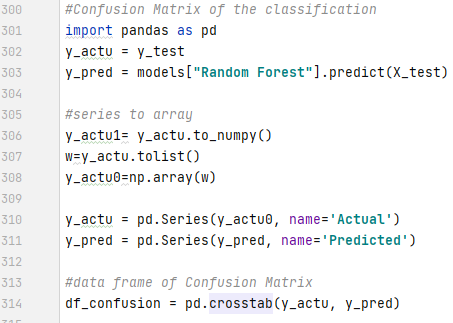 300 #Confusion Matrix of the classification
301 import pandas as pd
302 y_actu = y_test
303 y_pred = models["Random Forest"].predict(X_test)
304
305 #series to array
306 y_actu1= y_actu.to_numpy()
307 w=y_actu.tolist()
308 y_actu0=np.array(w)
309
310 y_actu = pd.Series(y_actu0, name='Actual')
311 y_pred = pd.Series(y_pred, name='Predicted')
312
313 #data frame of Confusion Matrix
314 df_confusion = pd.crosstab(y_actu, y_pred)
315